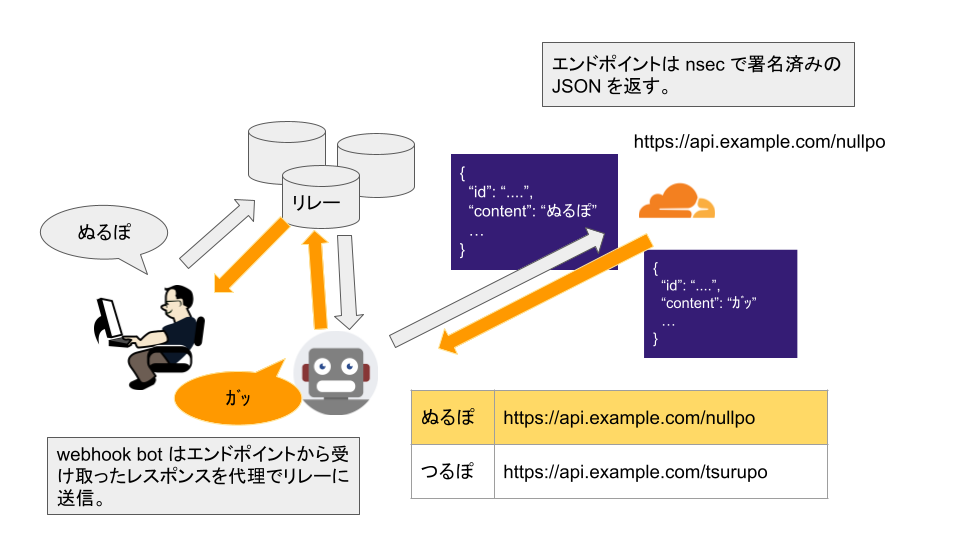 エンドポイントは nsec で署名済みの
JSON を返す。
https://api.example.com/nullpo
{
“id”: “....”,
“content”: “ぬるぽ”
…
}
リレー
ぬるぽ
{
“id”: “....”,
“content”: “ｶﾞｯ”
…
}
ｶﾞｯ
ぬるぽ https://api.example.com/nullpo
つるぽ https://api.example.com/tsurupo
webhook bot はエンドポイントから受
け取ったレスポンスを代理でリレーに
送信。